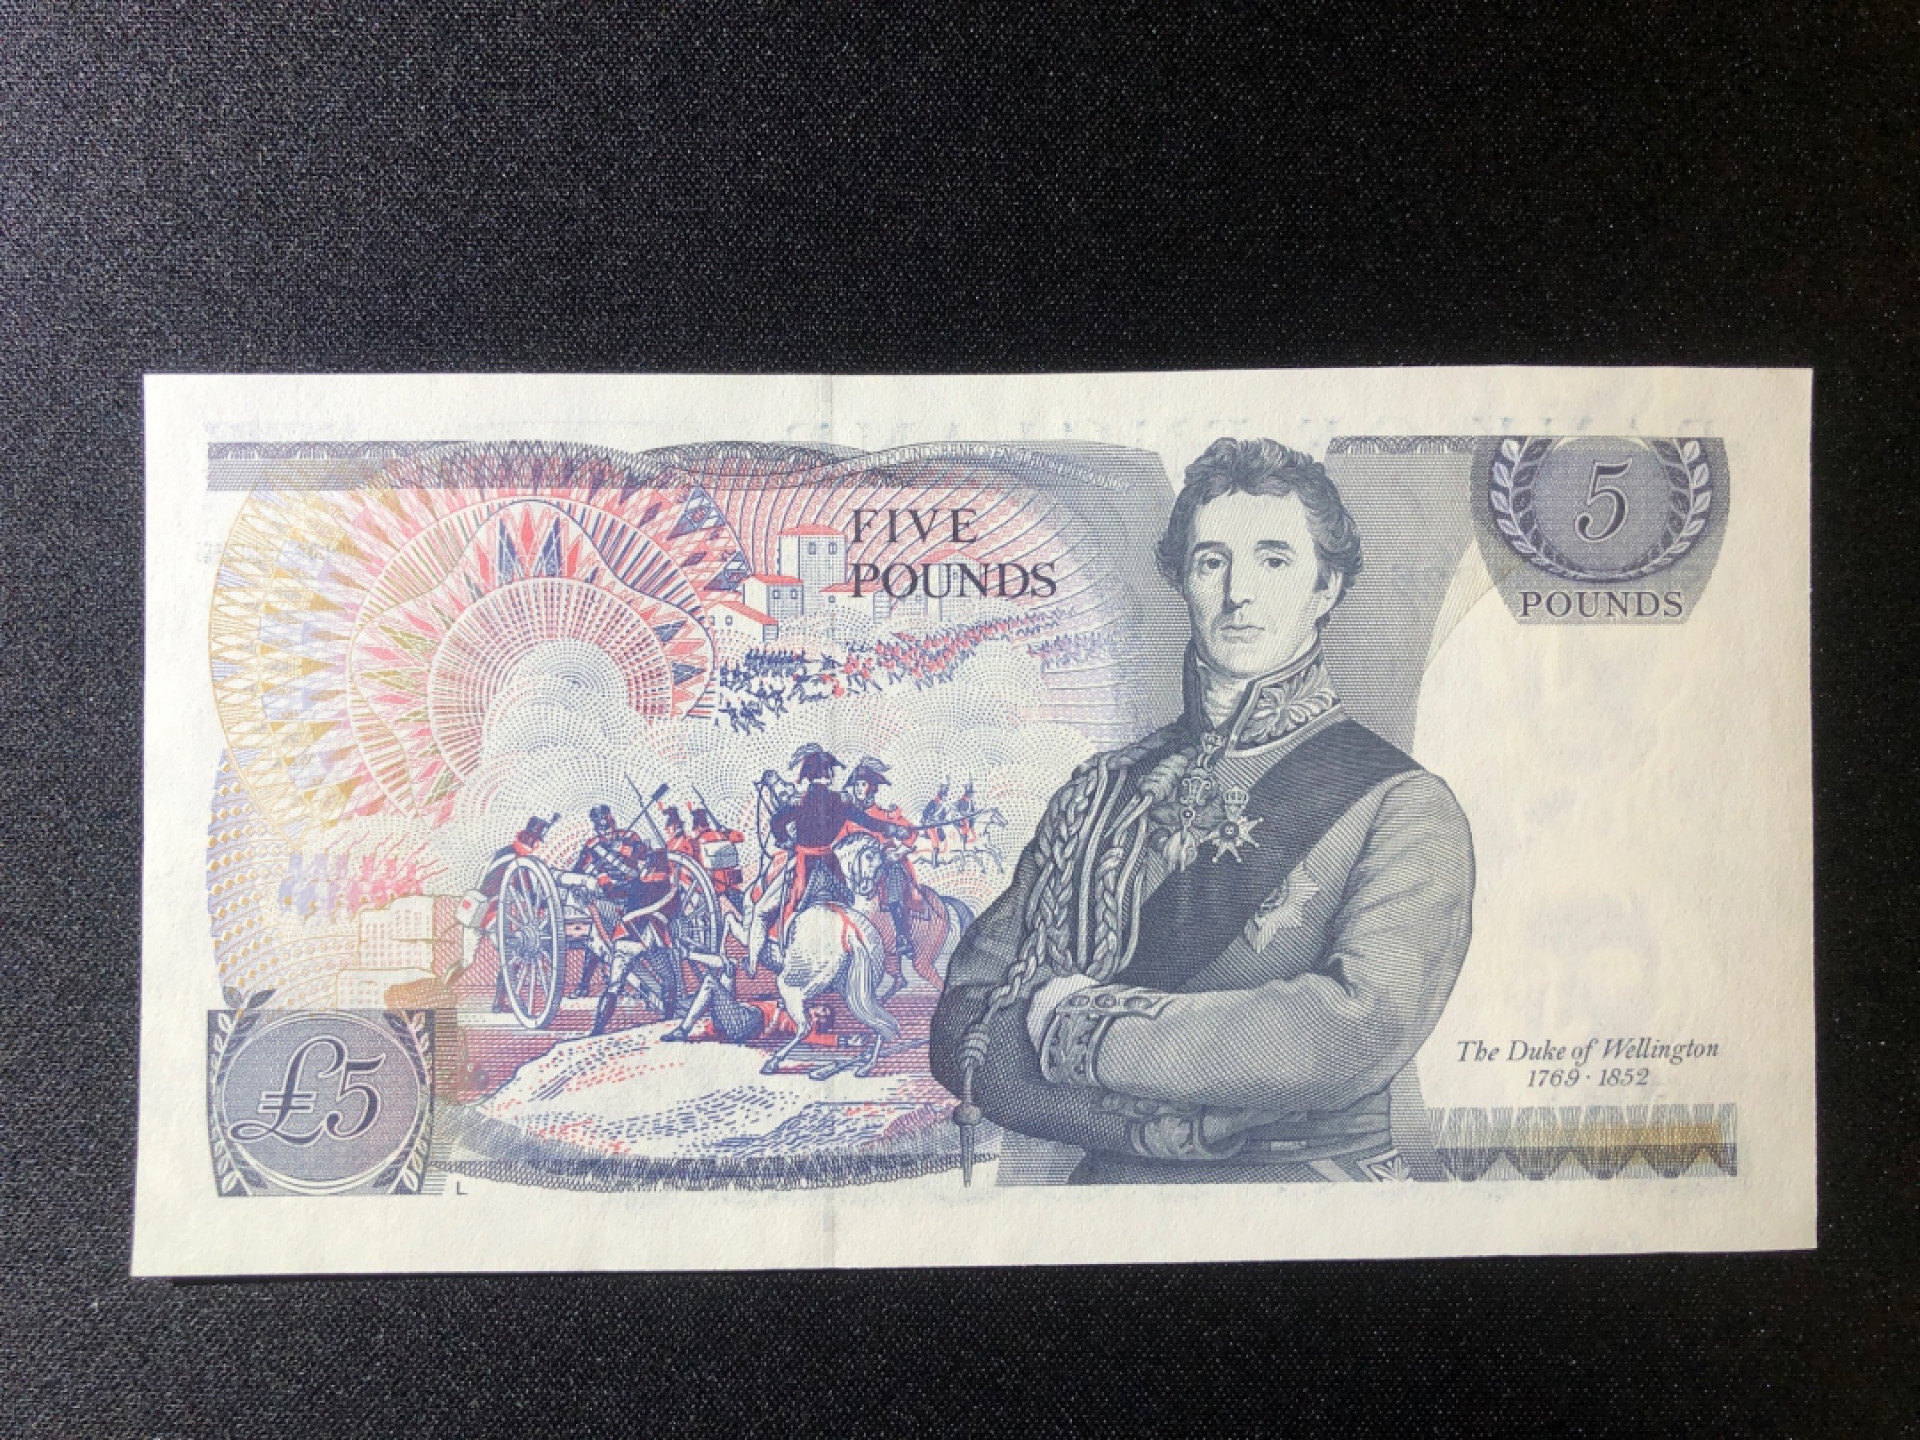 FIVE
POUNDS
5
POUNDS
The Duke of Wellington
1769 · 1852
£5
L